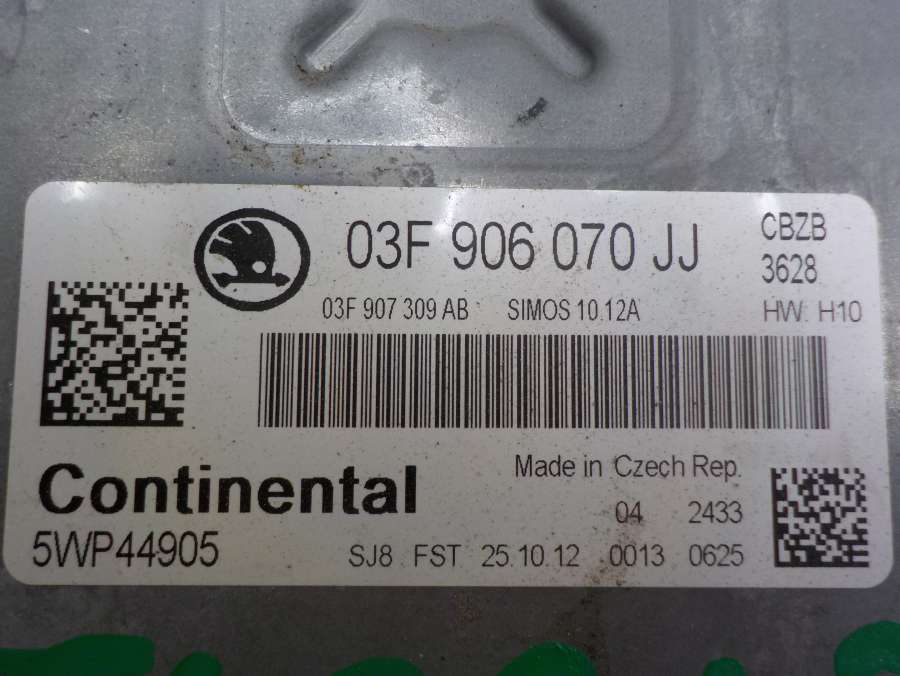 03F 906 070 JJ CBZB
3628
03F 907 309 AB SIMOS 10.12A HW: H10
Continental Made in Czech Rep.
04 2433
5WP44905 SJ8 FST 25.10.12 0013 0625